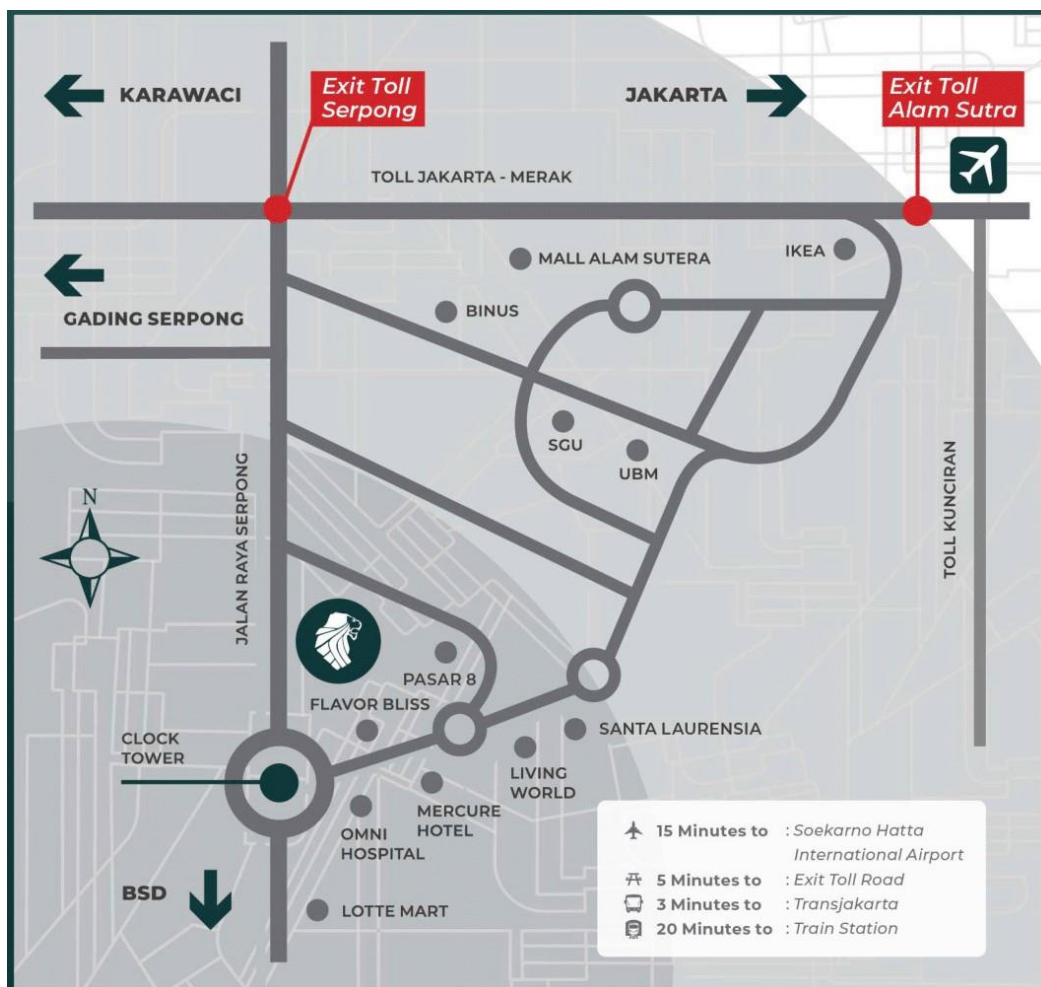 KARAWACI
Exit Toll
Serpong
JAKARTA
Exit Toll
Alam Sutra
TOLL JAKARTA - MERAK
MALL ALAM SUTERA
IKEA
GADING SERPONG
BINUS
SGU
UBM
N
JALAN RAYA SERPONG
TOLL KUNCIRAN
PASAR 8
FLAVOR BLISS
SANTA LAURENSIA
CLOCK
TOWER
LIVING
WORLD
MERCURE
HOTEL
OMNI
HOSPITAL
BSD
LOTTE MART
15 Minutes to : Soekarno Hatta
International Airport
5 Minutes to : Exit Toll Road
3 Minutes to : Transjakarta
20 Minutes to : Train Station